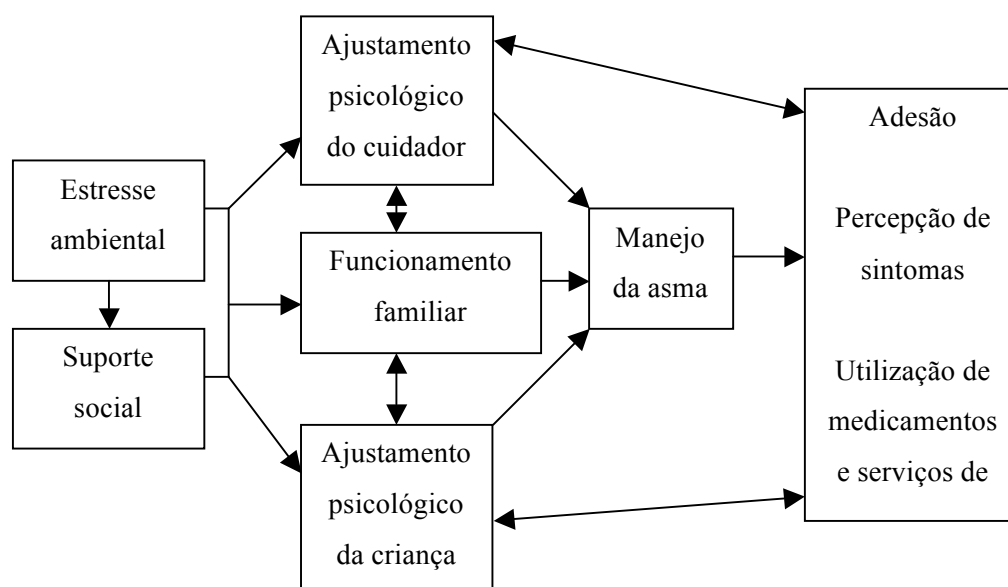 Estresse
ambiental
Suporte
social
Ajustamento
psicológico
do cuidador
Funcionamento
familiar
Ajustamento
psicológico
da criança
Manejo
da asma
Adesão
Percepção de
sintomas
Utilização de
medicamentos
e serviços de